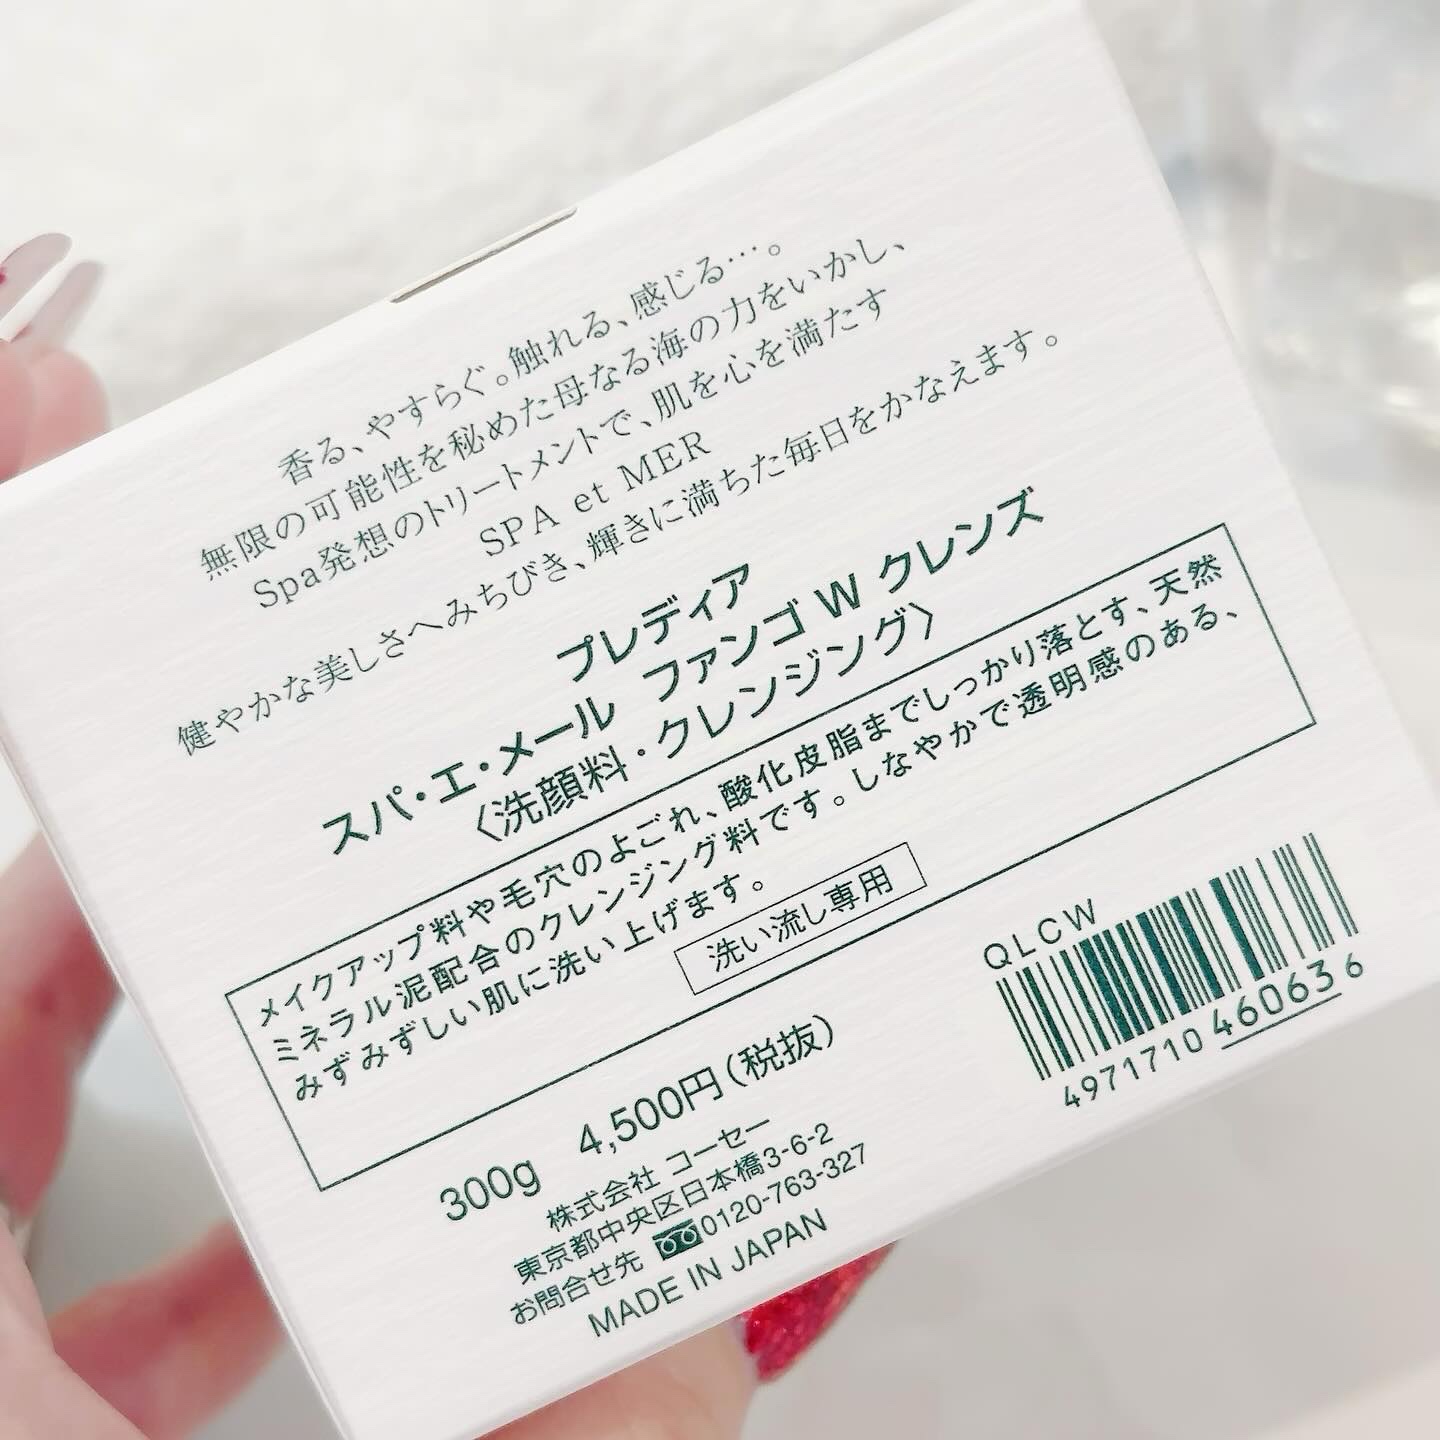 香る、やすらぐ。触れる、感じる…。
無限の可能性を秘めた母なる海の力をいかし、
Spa発想のトリートメントで、肌を心を満たす
SPA et MER
健やかな美しさへみちびき、輝きに満ちた毎日をかなえます。
プレディア
スパ・エ・メール ファンゴ W クレンズ
〈洗顔料・クレンジング〉
メイクアップ料や毛穴のよごれ、酸化皮脂までしっかり落とす、天然
ミネラル泥配合のクレンジング料です。しなやかで透明感のある、
みずみずしい肌に洗い上げます。
洗い流し専用
300g 4,500円(税抜)
株式会社 コーセー
東京都中央区日本橋3-6-2
お問合せ先 0120-763-327
MADE IN JAPAN
QLCW
4971710460636